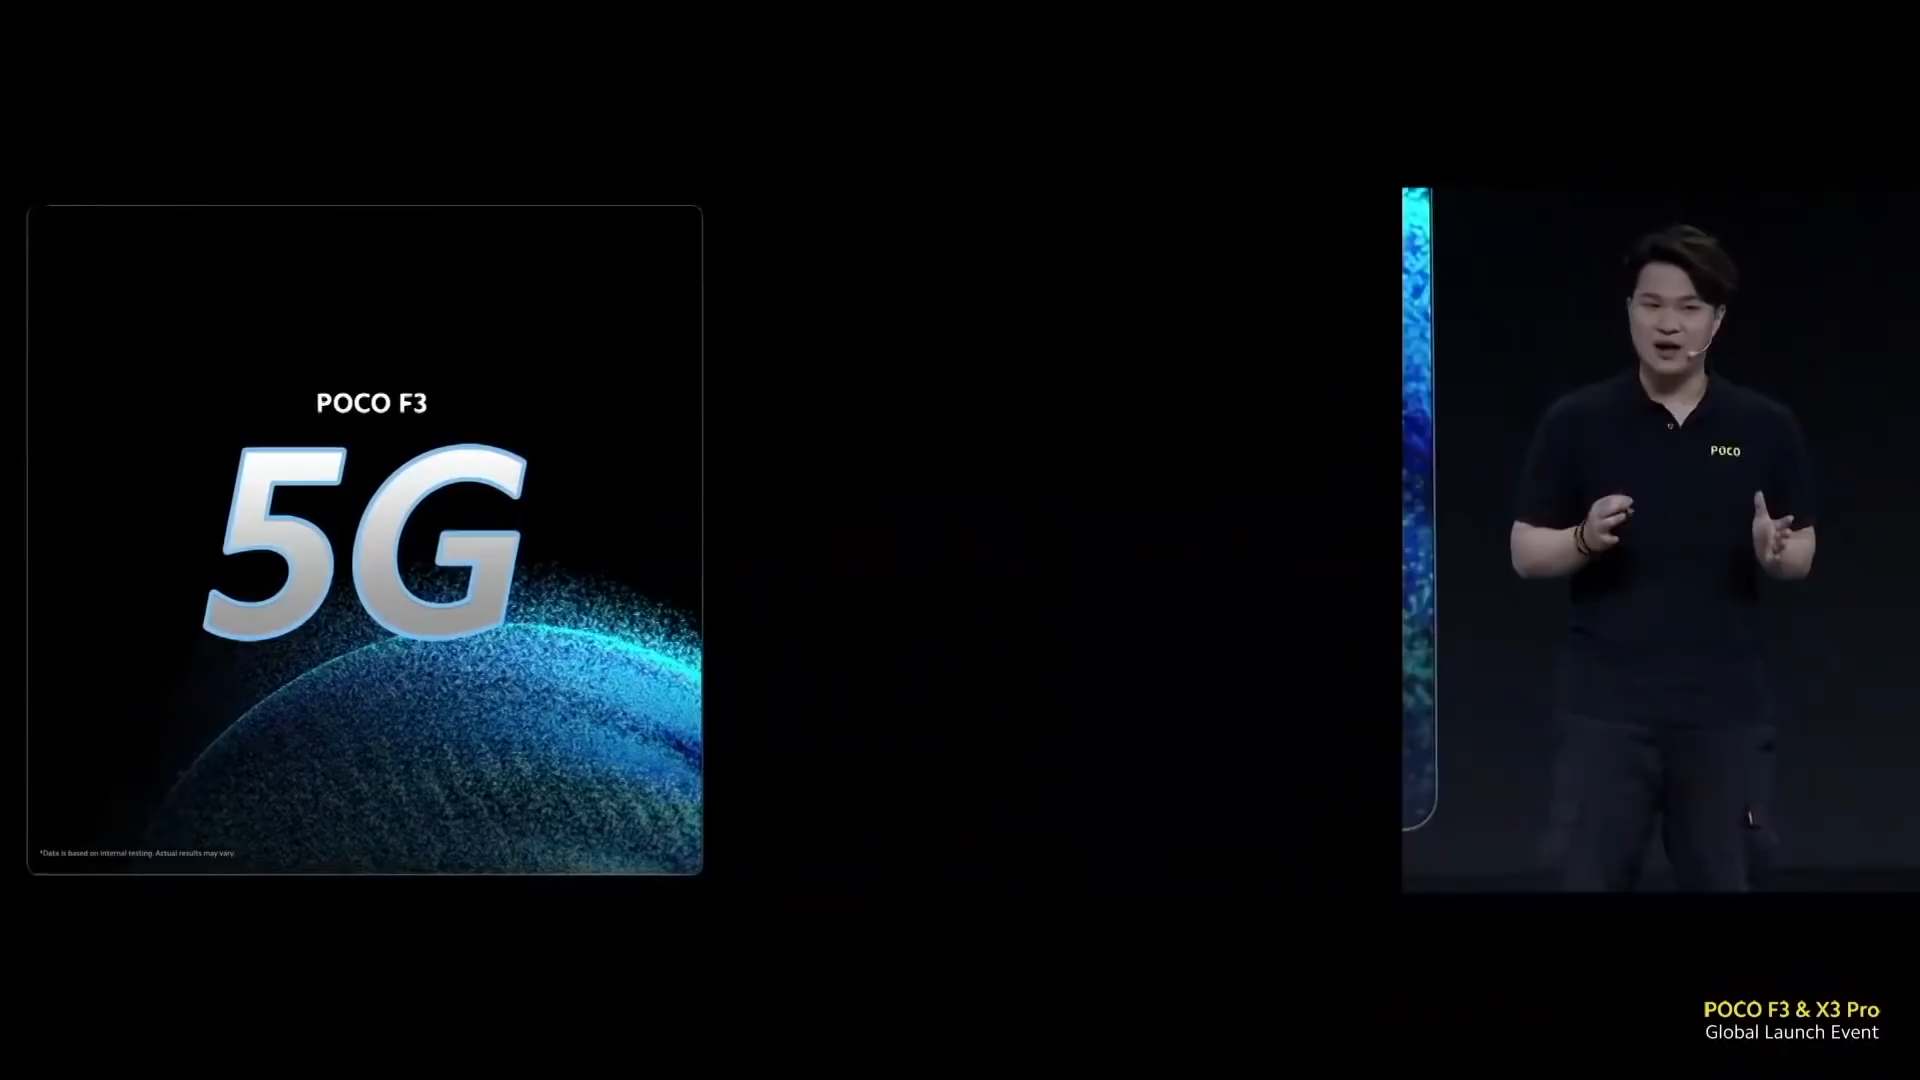 POCO F3
5G
*Data is based on internal testing. Actual results may vary.
POCO
POCO F3 & X3 Pro
Global Launch Event